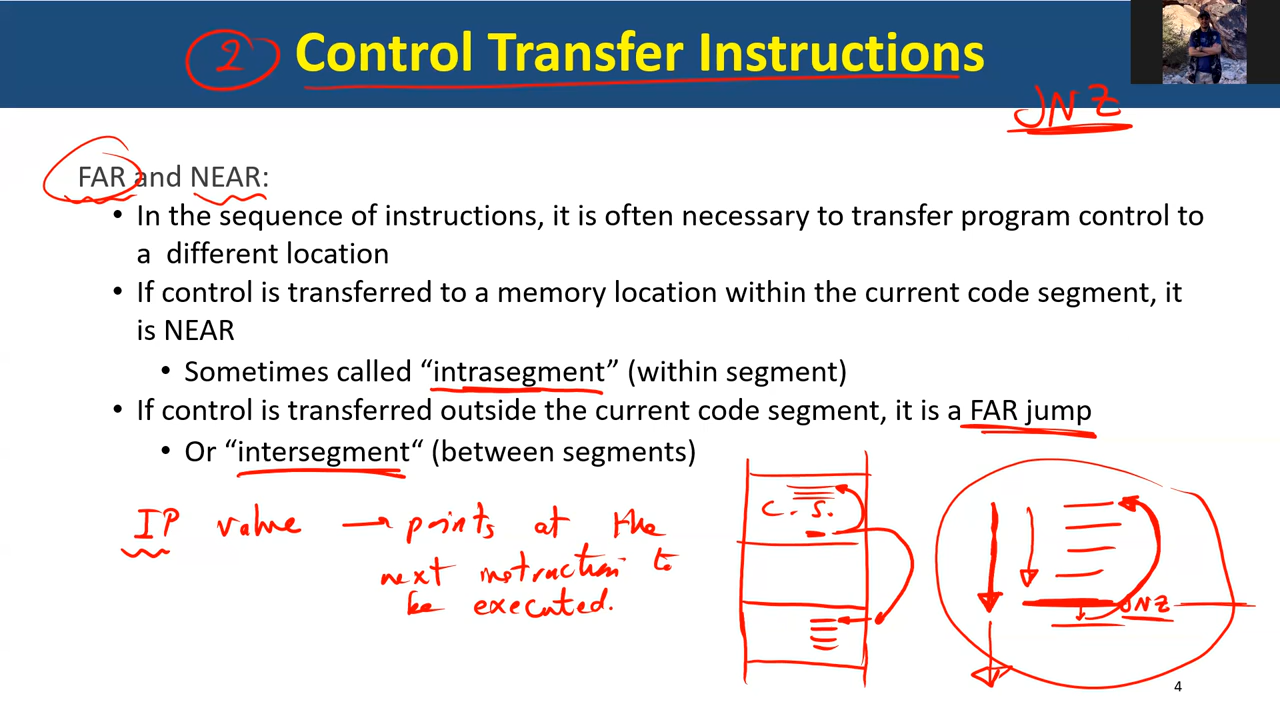 2 Control Transfer Instructions
JNZ
FAR and NEAR:
• In the sequence of instructions, it is often necessary to transfer program control to
a different location
• If control is transferred to a memory location within the current code segment, it
is NEAR
• Sometimes called “intrasegment” (within segment)
• If control is transferred outside the current code segment, it is a FAR jump
• Or “intersegment“ (between segments)
C.S.
IP value → points at the
next instruction to
be executed.
JNZ
4